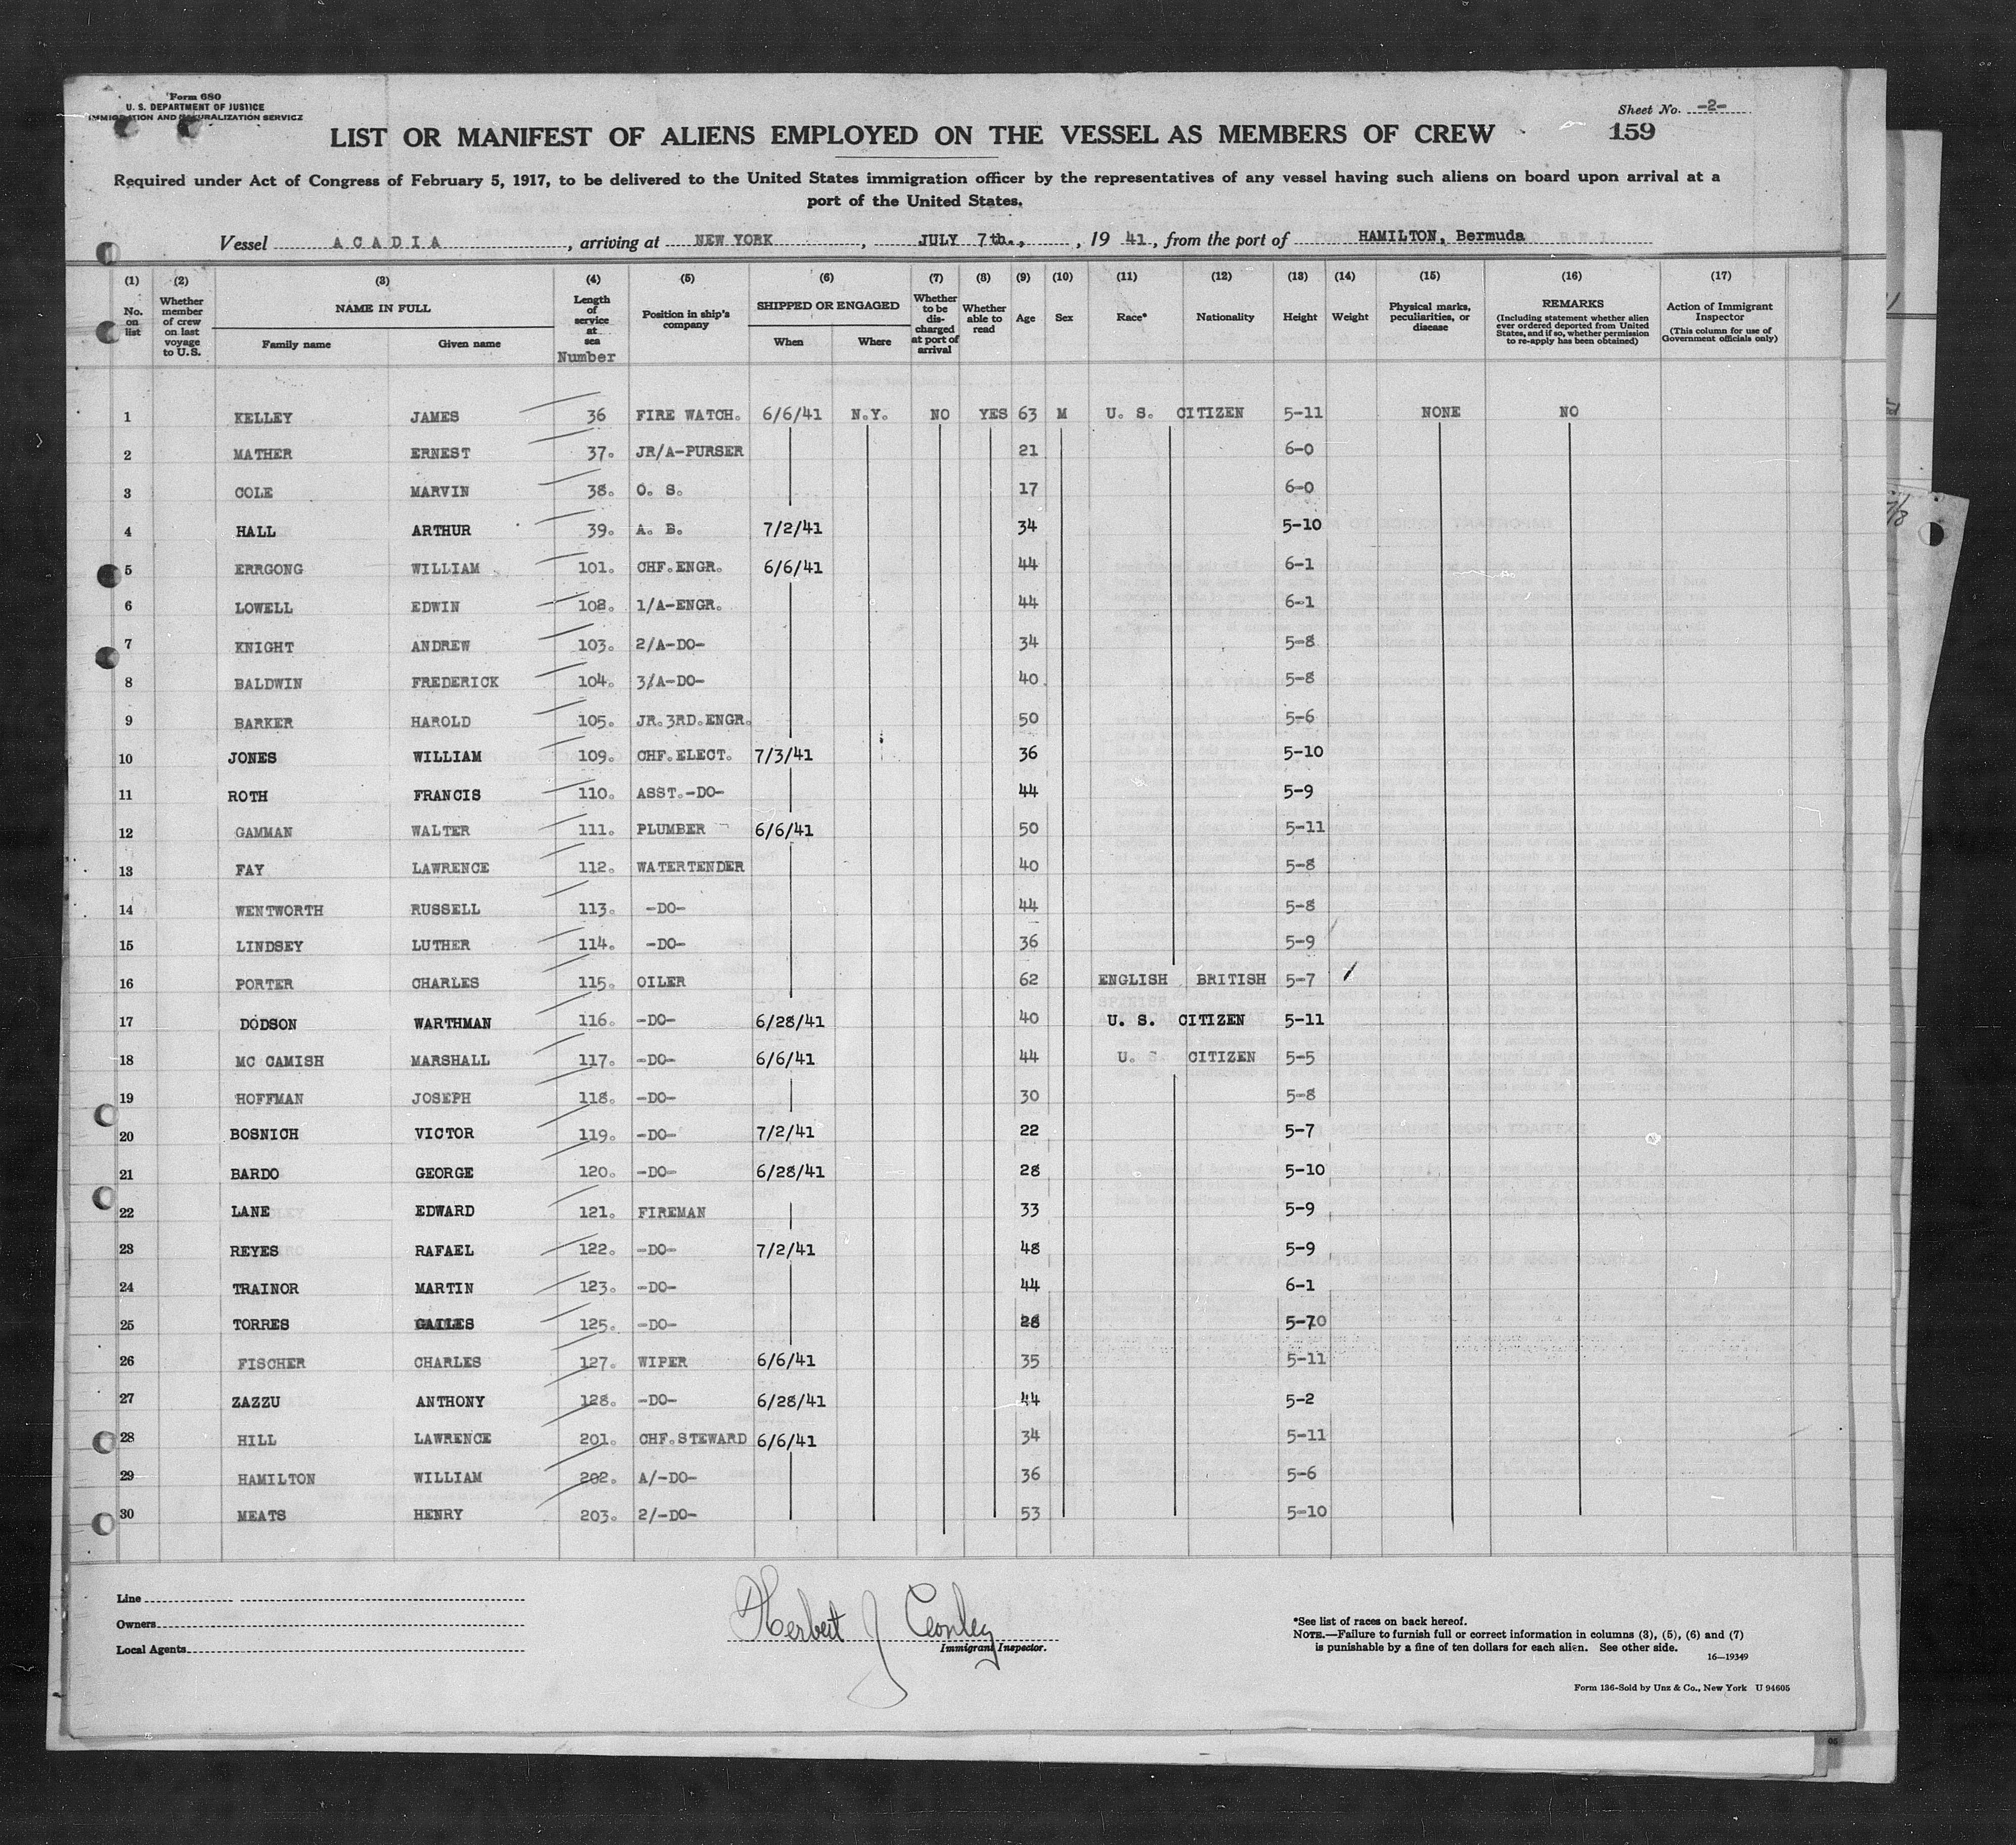 Form 680
U. S. DEPARTMENT OF JUSTICE
IMMIGRATION AND NATURALIZATION SERVICE
Sheet No. -2-
LIST OR MANIFEST OF ALIENS EMPLOYED ON THE VESSEL AS MEMBERS OF CREW 159
Required under Act of Congress of February 5, 1917, to be delivered to the United States immigration officer by the representatives of any vessel having such aliens on board upon arrival at a
port of the United States.
Vessel ACADIA, arriving at NEW YORK, JULY 7th., 19 41, from the port of HAMILTON, Bermuda
(1) No. on list
(2) Whether member of crew on last voyage to U.S.
(3) NAME IN FULL Family name Given name
(4) Length of service at sea Number
(5) Position in ship's company
(6) SHIPPED OR ENGAGED When Where
(7) Whether to be discharged at port of arrival
(8) Whether able to read
(9) Age
(10) Sex
(11) Race*
(12) Nationality
(13) Height
(14) Weight
(15) Physical marks, peculiarities, or disease
(16) REMARKS (Including statement whether alien ever ordered deported from United States, and if so, whether permission to re-apply has been obtained)
(17) Action of Immigrant Inspector (This column for use of Government officials only)
1 KELLEY JAMES 36 FIRE WATCH. 6/6/41 N.Y. NO YES 63 M U. S. CITIZEN 5-11 NONE NO
2 MATHER ERNEST 37. JR/A-PURSER 21 6-0
3 COLE MARVIN 38. O. S. 17 6-0
4 HALL ARTHUR 39. A. B. 7/2/41 34 5-10
5 ERRGONG WILLIAM 101. CHF.ENGR. 6/6/41 44 6-1
6 LOWELL EDWIN 102. 1/A-ENGR. 44 6-1
7 KNIGHT ANDREW 103. 2/A-DO- 34 5-8
8 BALDWIN FREDERICK 104. 3/A-DO- 40 5-8
9 BARKER HAROLD 105. JR.3RD.ENGR. 50 5-6
10 JONES WILLIAM 109. CHF.ELECT. 7/3/41 36 5-10
11 ROTH FRANCIS 110. ASST.-DO- 44 5-9
12 GAMMAN WALTER 111. PLUMBER 6/6/41 50 5-11
13 FAY LAWRENCE 112. WATERTENDER 40 5-8
14 WENTWORTH RUSSELL 113. -DO- 44 5-8
15 LINDSEY LUTHER 114. -DO- 36 5-9
16 PORTER CHARLES 115. OILER 62 ENGLISH BRITISH 5-7
17 DODSON WARTHMAN 116. -DO- 6/28/41 40 U. S. CITIZEN 5-11
18 MC CAMISH MARSHALL 117. -DO- 6/6/41 44 U. S CITIZEN 5-5
19 HOFFMAN JOSEPH 118. -DO- 30 5-8
20 BOSNICH VICTOR 119. -DO- 7/2/41 22 5-7
21 BARDO GEORGE 120. -DO- 6/28/41 28 5-10
22 LANE EDWARD 121. FIREMAN 33 5-9
23 REYES RAFAEL 122. -DO- 7/2/41 48 5-9
24 TRAINOR MARTIN 123. -DO- 44 6-1
25 TORRES 125. -DO- 28
26 FISCHER CHARLES 127. WIPER 6/6/41 35 5-11
27 ZAZZU ANTHONY 128. -DO- 6/28/41 44 5-2
28 HILL LAWRENCE 201. CHF.STEWARD 6/6/41 34 5-11
29 HAMILTON WILLIAM 202. A/-DO- 36 5-6
30 MEATS HENRY 203. 2/-DO- 53 5-10
Line
Owners
Local Agents
Herbert J Conley
Immigrant Inspector.
*See list of races on back hereof.
NOTE.—Failure to furnish full or correct information in columns (3), (5), (6) and (7)
is punishable by a fine of ten dollars for each alien. See other side.
16—19349
Form 136-Sold by Unz & Co., New York U 94605